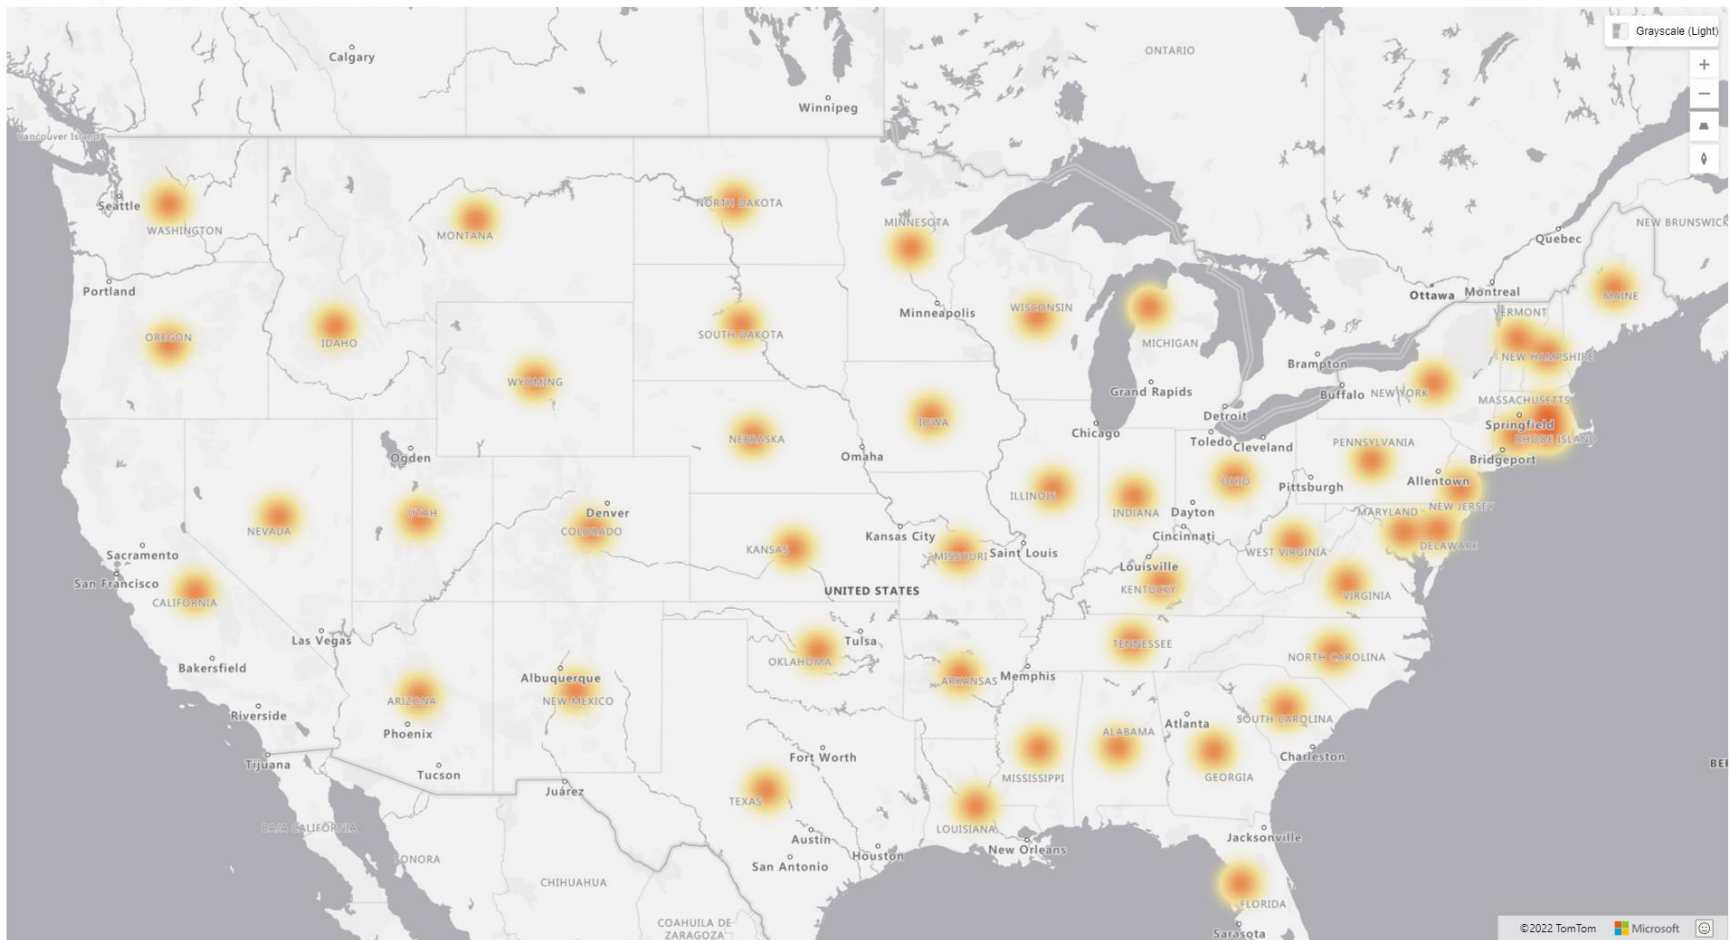 Grayscale (Light)
ONTARIO
Calgary
Winnipeg
Vancouver Island
Seattle
WASHINGTON
MONTANA
NORTH DAKOTA
MINNESOTA
NEW BRUNSWICK
Quebec
Portland
Ottawa
Montreal
MAINE
OREGON
IDAHO
SOUTH DAKOTA
Minneapolis
WISCONSIN
MICHIGAN
VERMONT
NEW HAMPSHIRE
Brampton
WYOMING
Grand Rapids
Buffalo
NEW YORK
MASSACHUSETTS
Detroit
Springfield
IOWA
Chicago
Toledo
Cleveland
PENNSYLVANIA
RHODE ISLAND
NEBRASKA
Ogden
Omaha
Bridgeport
ILLINOIS
OHIO
Pittsburgh
Allentown
NEVADA
UTAH
Denver
COLORADO
INDIANA
Dayton
MARYLAND
NEW JERSEY
Sacramento
KANSAS
Kansas City
MISSOURI
Saint Louis
Cincinnati
WEST VIRGINIA
DELAWARE
San Francisco
CALIFORNIA
UNITED STATES
Louisville
KENTUCKY
VIRGINIA
Las Vegas
Tulsa
OKLAHOMA
TENNESSEE
NORTH CAROLINA
Bakersfield
Albuquerque
NEW MEXICO
ARIZONA
ARKANSAS
Memphis
Riverside
Phoenix
Atlanta
SOUTH CAROLINA
ALABAMA
Tijuana
Tucson
Fort Worth
Charleston
BER
Juárez
TEXAS
MISSISSIPPI
GEORGIA
BAJA CALIFORNIA
Austin
LOUISIANA
Jacksonville
SONORA
San Antonio
Houston
New Orleans
CHIHUAHUA
FLORIDA
COAHUILA DE
ZARAGOZA
Sarasota
©2022 TomTom
Microsoft